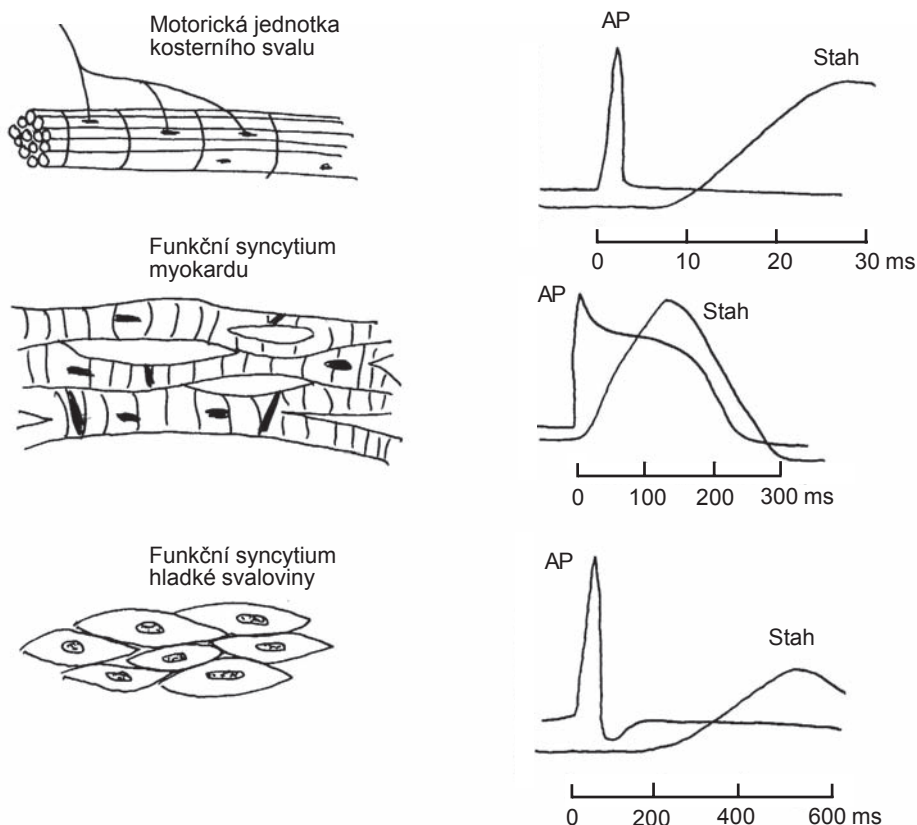 Motorická jednotka
kosterního svalu
AP
Stah
0 10 20 30 ms
Funkční syncytium
myokardu
AP
Stah
0 100 200 300 ms
Funkční syncytium
hladké svaloviny
AP
Stah
0 200 400 600 ms